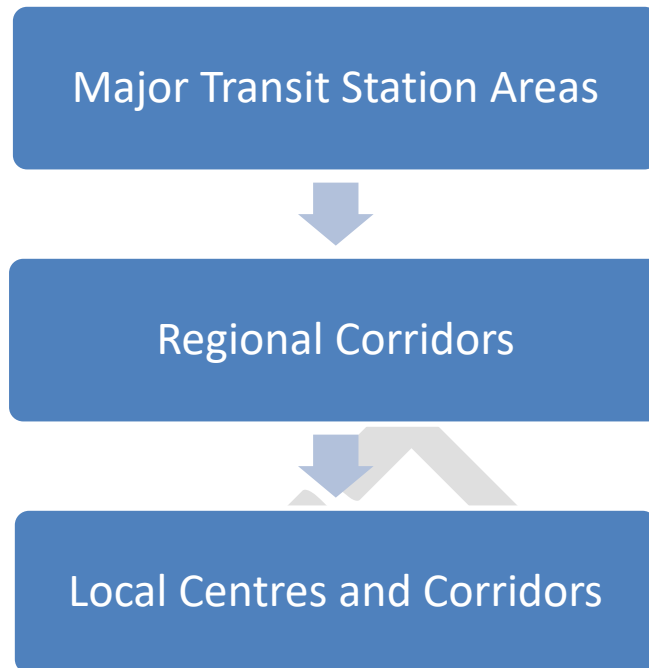 Major Transit Station Areas
Regional Corridors
Local Centres and Corridors